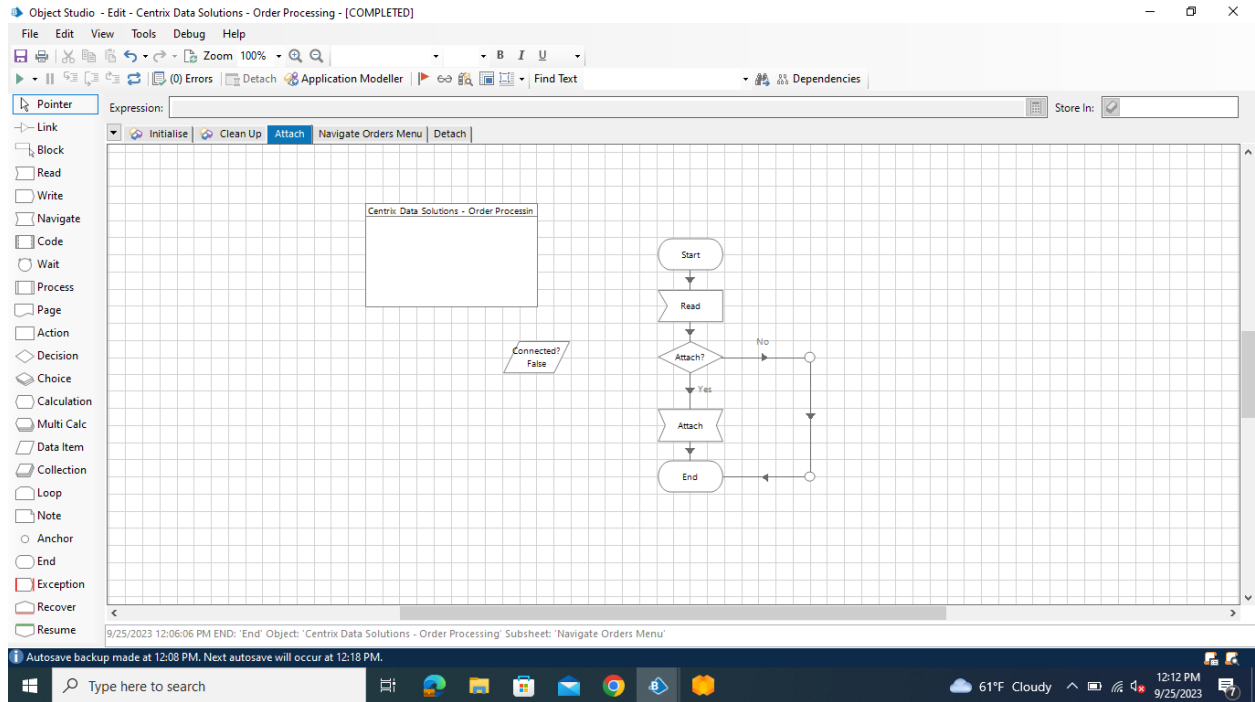 Object Studio - Edit - Centrix Data Solutions - Order Processing - [COMPLETED]
File Edit View Tools Debug Help
Zoom 100% B I U
(0) Errors Detach Application Modeller Find Text Dependencies
Pointer
Expression: Store In:
Link
Initialise Clean Up Attach Navigate Orders Menu Detach
Block
Read
Write
Navigate
Code
Wait
Process
Page
Action
Decision
Choice
Calculation
Multi Calc
Data Item
Collection
Loop
Note
Anchor
End
Exception
Recover
Resume
Centrix Data Solutions - Order Processin
Connected?
False
Start
Read
Attach?
No
Yes
Attach
End
9/25/2023 12:06:06 PM END: 'End' Object: 'Centrix Data Solutions - Order Processing' Subsheet: 'Navigate Orders Menu'
Autosave backup made at 12:08 PM. Next autosave will occur at 12:18 PM.
Type here to search
61°F Cloudy
12:12 PM
9/25/2023
7